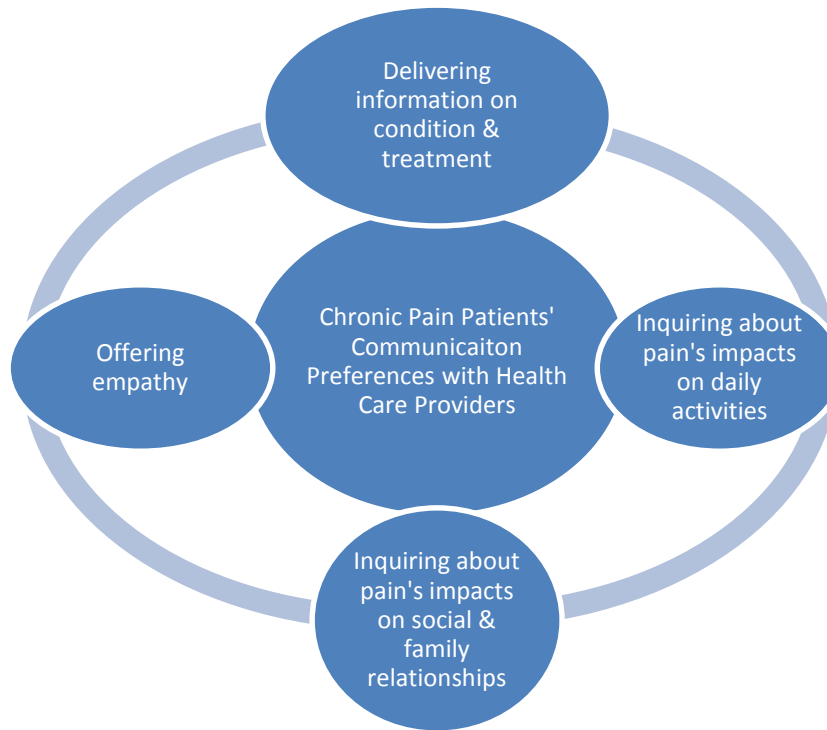 Delivering
information on
condition &
treatment
Offering
empathy
Chronic Pain Patients'
Communicaiton
Preferences with Health
Care Providers
Inquiring about
pain's impacts
on daily
activities
Inquiring about
pain's impacts
on social &
family
relationships